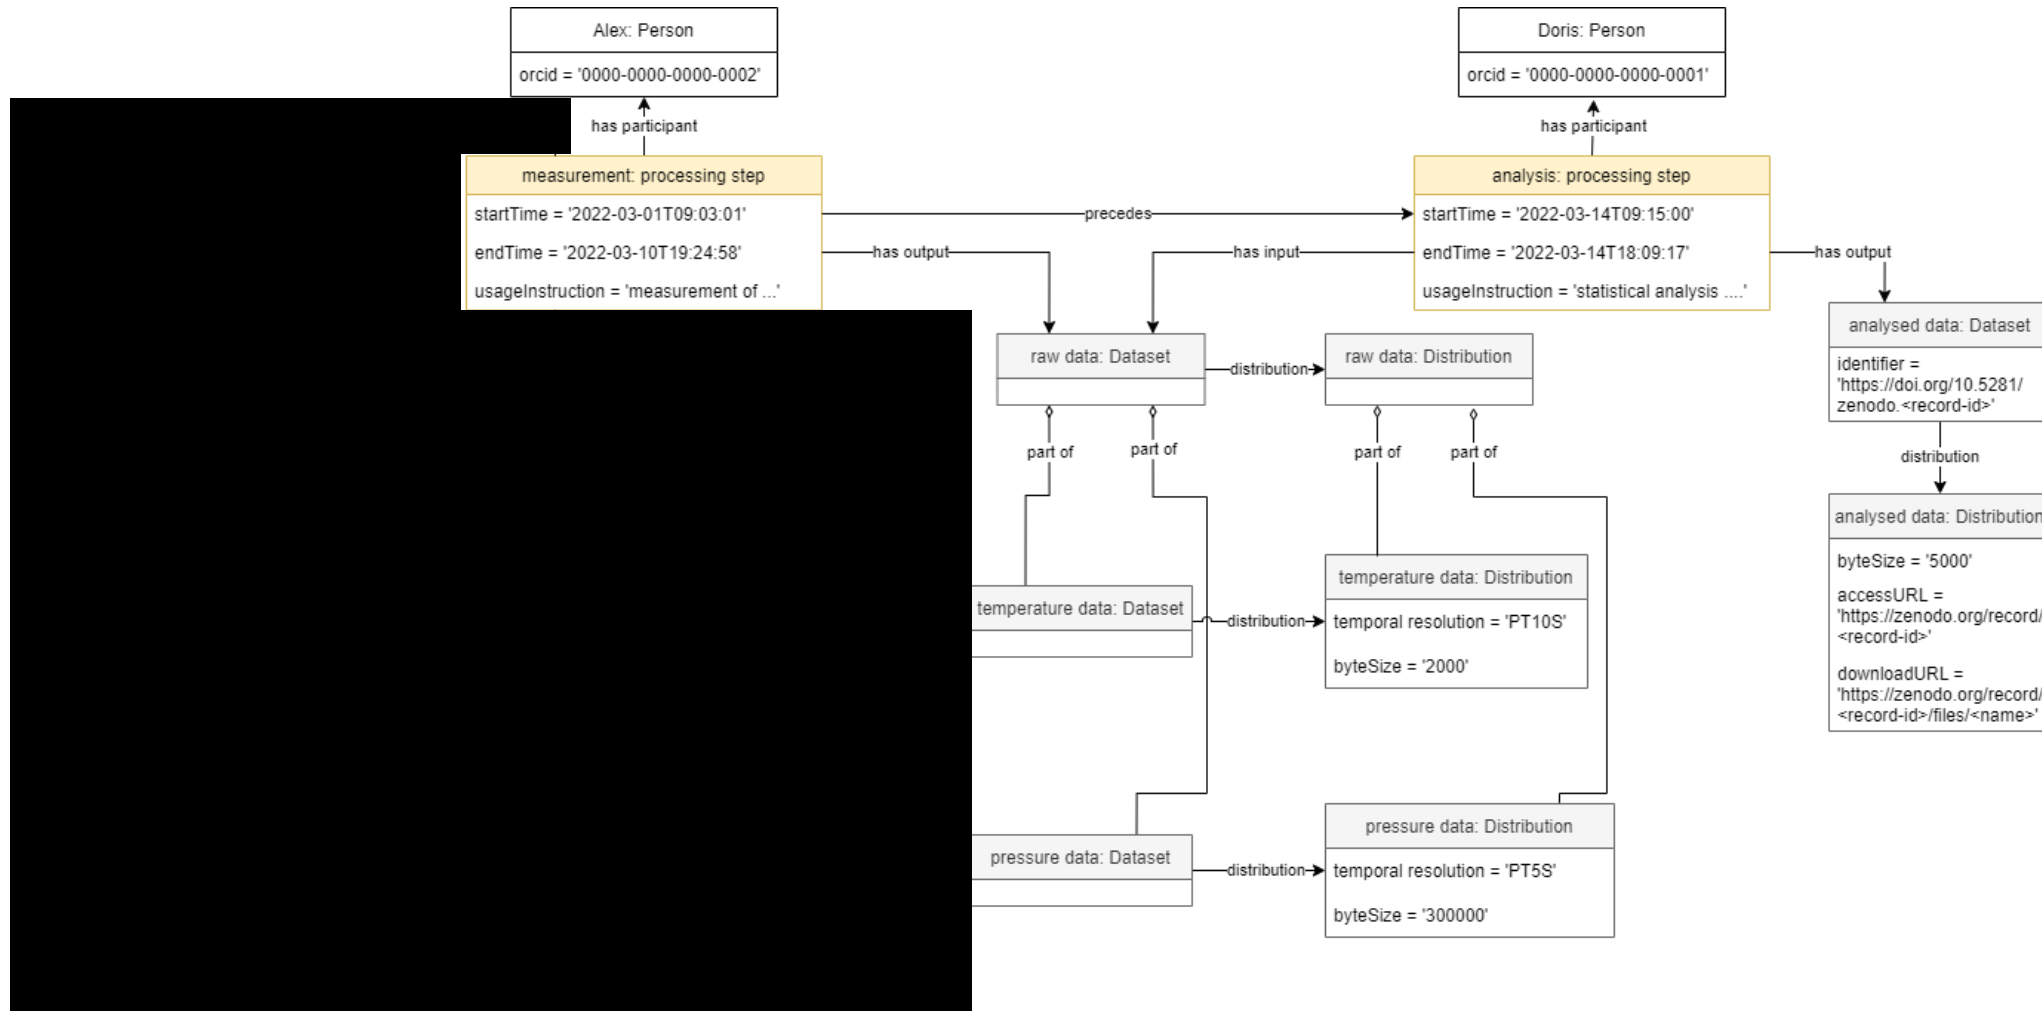 Alex: Person
orcid = '0000-0000-0000-0002'
Doris: Person
orcid = '0000-0000-0000-0001'
has participant
has participant
measurement: processing step
startTime = '2022-03-01T09:03:01'
endTime = '2022-03-10T19:24:58'
usageInstruction = 'measurement of ...'
precedes
analysis: processing step
startTime = '2022-03-14T09:15:00'
endTime = '2022-03-14T18:09:17'
usageInstruction = 'statistical analysis ....'
has output
has input
has output
raw data: Dataset
distribution
raw data: Distribution
analysed data: Dataset
identifier =
'https://doi.org/10.5281/
zenodo.<record-id>'
part of
part of
part of
part of
distribution
analysed data: Distribution
byteSize = '5000'
accessURL =
'https://zenodo.org/record/
<record-id>'
downloadURL =
'https://zenodo.org/record/
<record-id>/files/<name>'
temperature data: Dataset
distribution
temperature data: Distribution
temporal resolution = 'PT10S'
byteSize = '2000'
pressure data: Dataset
distribution
pressure data: Distribution
temporal resolution = 'PT5S'
byteSize = '300000'